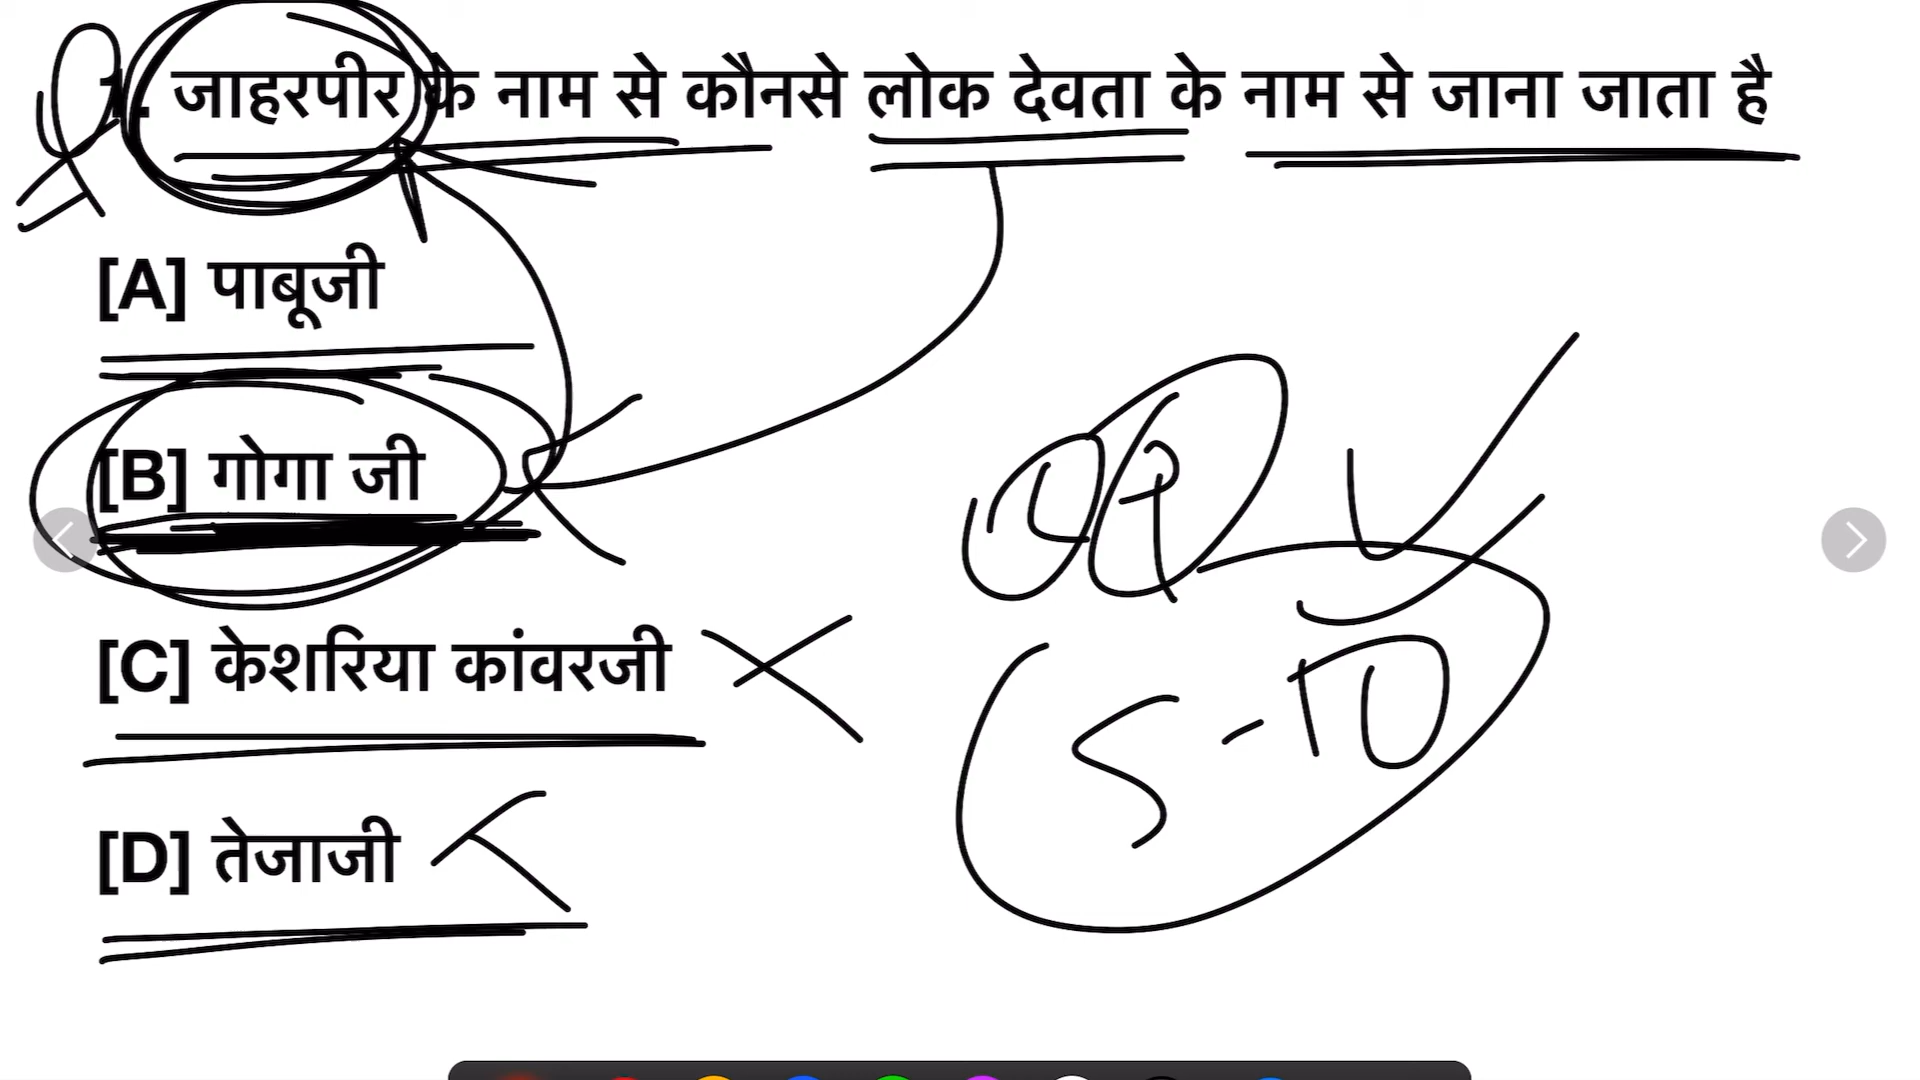 1. जाहरपीर के नाम से कौनसे लोक देवता के नाम से जाना जाता है
[A] पाबूजी
[B] गोगा जी
[C] केशरिया कांवरजी
[D] तेजाजी
5-10